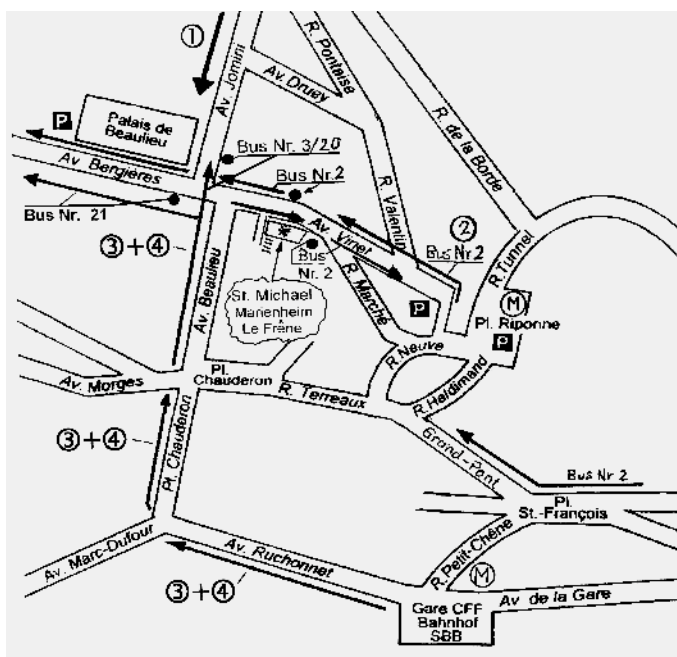 ①
R. Pontaise
Av. Jomini
Av. Druey
P
Palais de
Beaulieu
R. de la Borde
Bus Nr. 3/20
Av. Bergières
Bus Nr. 2
R. Valentin
Bus Nr. 21
②
Av. Vinet
Bus Nr. 2
③+④
Bus
Nr. 2
R. Tunnel
R. Marché
St. Michael
Marienheim
Le Frêne
Av. Beaulieu
M
P
Pl. Riponne
P
R. Neuve
Pl.
Chauderon
Av. Morges
R. Terreaux
R. Haldimand
③+④
Pl. Chauderon
Grand-Pont
Bus Nr 2
Pl.
St.-François
Av. Marc-Dufour
Av. Ruchonnet
R. Petit-Chêne
M
③+④
Gare CFF
Bahnhof
SBB
Av. de la Gare